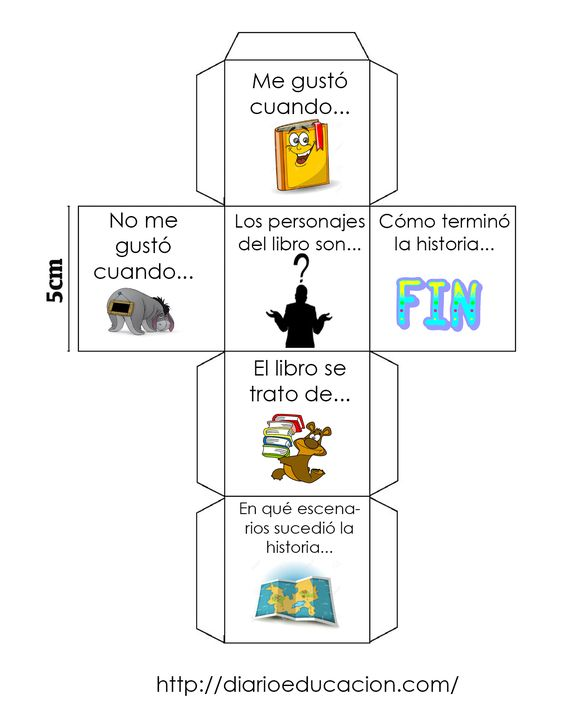 Me gustó
cuando...
No me
gustó
cuando...
Los personajes
del libro son...
?
Cómo terminó
la historia...
FIN
5cm
El libro se
trato de...
En qué escena-
rios sucedió la
historia...
http://diarioeducacion.com/